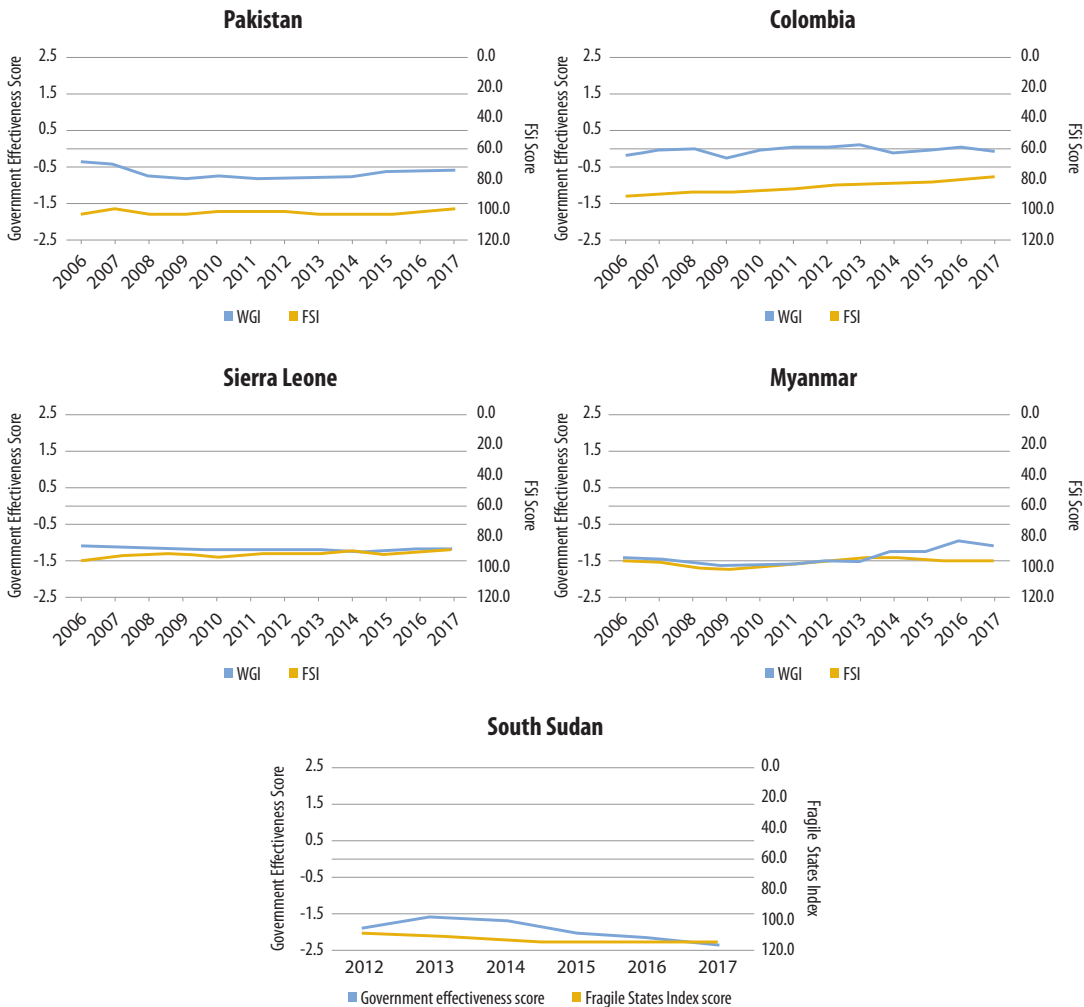 Pakistan
Government Effectiveness Score
2.5
1.5
0.5
-0.5
-1.5
-2.5
0.0
20.0
40.0
60.0
80.0
100.0
120.0
FSi Score
2006 2007 2008 2009 2010 2011 2012 2013 2014 2015 2016 2017
WGI FSI
Colombia
Government Effectiveness Score
2.5
1.5
0.5
-0.5
-1.5
-2.5
0.0
20.0
40.0
60.0
80.0
100.0
120.0
FSi Score
2006 2007 2008 2009 2010 2011 2012 2013 2014 2015 2016 2017
WGI FSI
Sierra Leone
Government Effectiveness Score
2.5
1.5
0.5
-0.5
-1.5
-2.5
0.0
20.0
40.0
60.0
80.0
100.0
120.0
FSi Score
2006 2007 2008 2009 2010 2011 2012 2013 2014 2015 2016 2017
WGI FSI
Myanmar
Government Effectiveness Score
2.5
1.5
0.5
-0.5
-1.5
-2.5
0.0
20.0
40.0
60.0
80.0
100.0
120.0
FSi Score
2006 2007 2008 2009 2010 2011 2012 2013 2014 2015 2016 2017
WGI FSI
South Sudan
Government Effectiveness Score
2.5
1.5
0.5
-0.5
-1.5
-2.5
0.0
20.0
40.0
60.0
80.0
100.0
120.0
Fragile States Index
2012 2013 2014 2015 2016 2017
Government effectiveness score Fragile States Index score